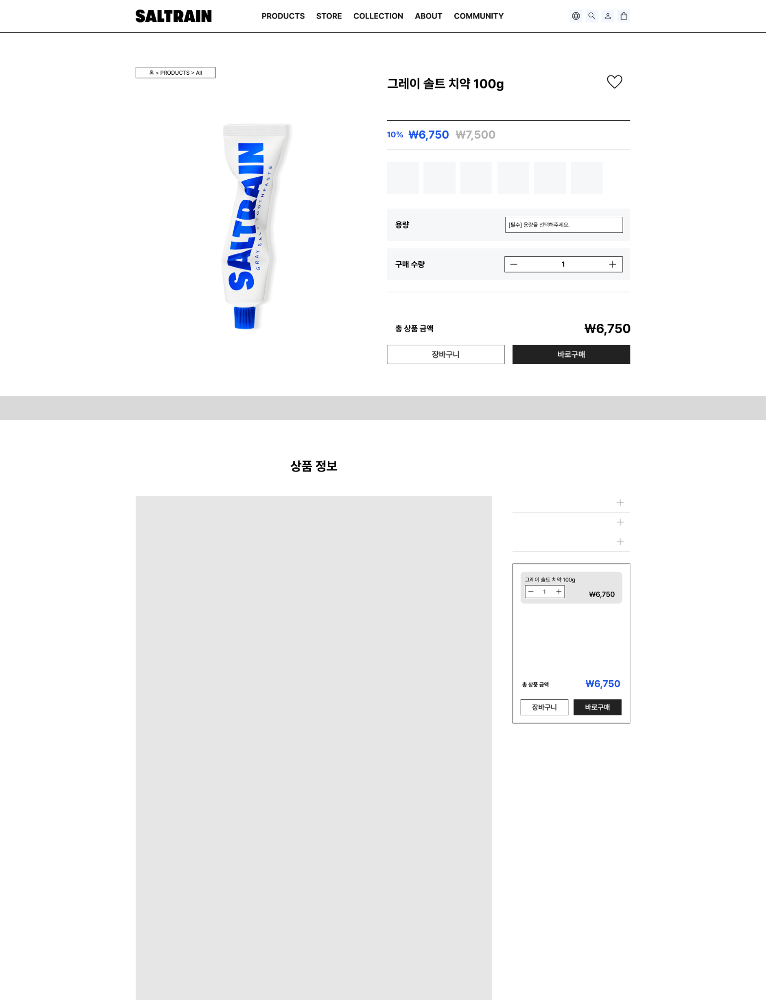 SALTRAIN
PRODUCTS STORE COLLECTION ABOUT COMMUNITY
홈 > PRODUCTS > All
그레이 솔트 치약 100g
SALTRAIN
GRAY SALT TOOTHPASTE
10% ₩6,750 ₩7,500
용량
[필수] 용량을 선택해주세요.
구매 수량
1
총 상품 금액
₩6,750
장바구니
바로구매
상품 정보
그레이 솔트 치약 100g
1
₩6,750
총 상품 금액
₩6,750
장바구니
바로구매